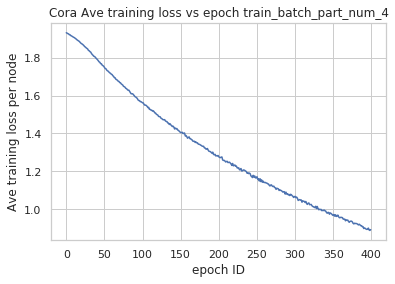 Cora Ave training loss vs epoch train_batch_part_num_4
Ave training loss per node
1.8
1.6
1.4
1.2
1.0
0 50 100 150 200 250 300 350 400
epoch ID